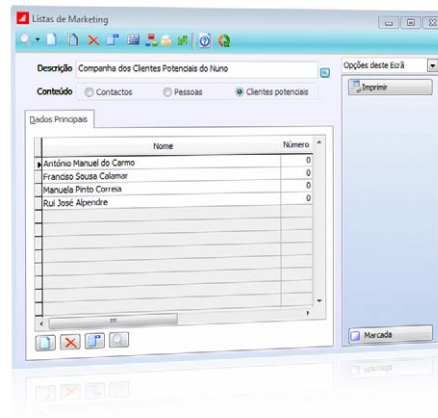 Listas de Marketing
Descrição Companha dos Clientes Potenciais do Nuno
Opções deste Ecrã
Conteúdo Contactos Pessoas Clientes potenciais
Imprimir
Dados Principais
Nome Número
António Manuel do Carmo 0
Franciso Sousa Calamar 0
Manuela Pinto Correia 0
Rui José Alpendre 0
Marcada